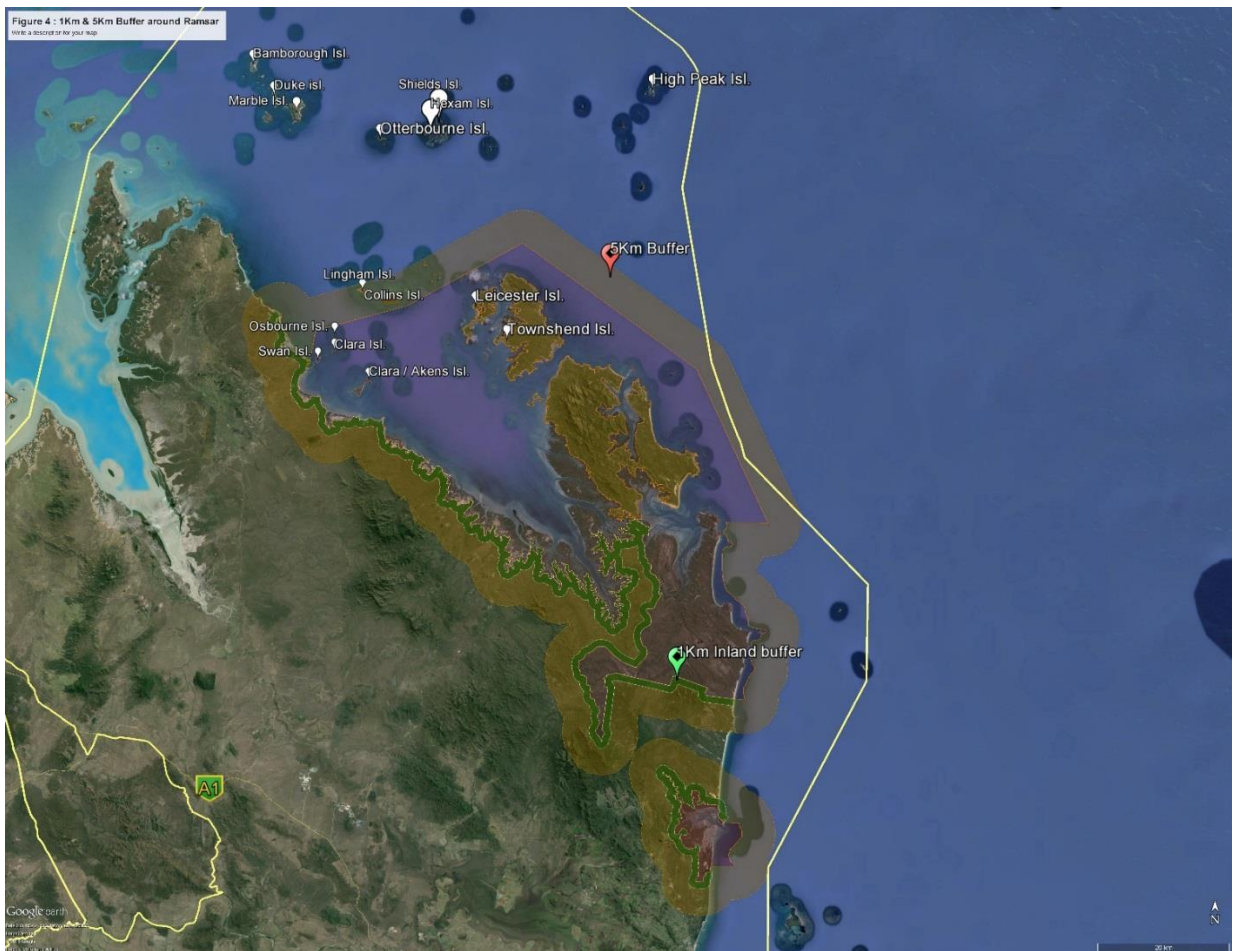 Figure 4 : 1Km & 5Km Buffer around Ramsar
Write a description for your map
Bamborough Isl.
Duke isl.
Marble Isl.
Shields Isl.
Hexam Isl.
Otterbourne Isl.
High Peak Isl.
5Km Buffer
Lingham Isl.
Collins Isl.
Leicester Isl.
Osbourne Isl.
Townshend Isl.
Clara Isl.
Swan Isl.
Clara / Akens Isl.
1Km Inland buffer
A1
Google earth
N
20 km